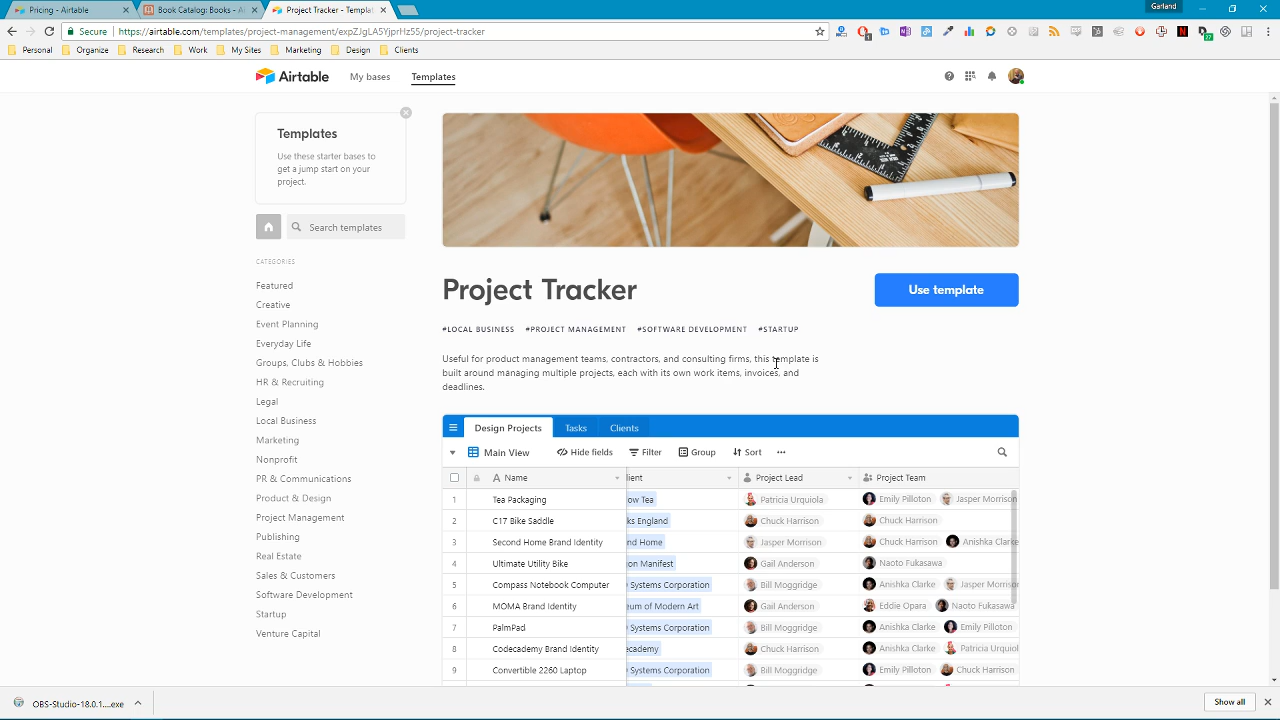 Pricing - Airtable
Book Catalog: Books - Ai
Project Tracker - Templat
Garland
Secure
https://airtable.com/templates/project-management/expZJgLA5YjprHz55/project-tracker
Personal
Organize
Research
Work
My Sites
Marketing
Design
Clients
Airtable
My bases
Templates
Templates
Use these starter bases to
get a jump start on your
project.
Search templates
CATEGORIES
Featured
Creative
Event Planning
Everyday Life
Groups, Clubs & Hobbies
HR & Recruiting
Legal
Local Business
Marketing
Nonprofit
PR & Communications
Product & Design
Project Management
Publishing
Real Estate
Sales & Customers
Software Development
Startup
Venture Capital
Project Tracker
Use template
#LOCAL BUSINESS #PROJECT MANAGEMENT #SOFTWARE DEVELOPMENT #STARTUP
Useful for product management teams, contractors, and consulting firms, this template is
built around managing multiple projects, each with its own work items, invoices, and
deadlines.
Design Projects Tasks Clients
Main View Hide fields Filter Group Sort
Name lient Project Lead Project Team
1 Tea Packaging ow Tea Patricia Urquiola Emily Pilloton Jasper Morrison
2 C17 Bike Saddle ks England Chuck Harrison Chuck Harrison
3 Second Home Brand Identity nd Home Jasper Morrison Chuck Harrison Anishka Clarke
4 Ultimate Utility Bike on Manifest Gail Anderson Naoto Fukasawa
5 Compass Notebook Computer Systems Corporation Bill Moggridge Anishka Clarke Jasper Morrison
6 MOMA Brand Identity eum of Modern Art Gail Anderson Eddie Opara Naoto Fukasawa
7 PalmPad Systems Corporation Bill Moggridge Anishka Clarke Emily Pilloton
8 Codecademy Brand Identity ecademy Chuck Harrison Anishka Clarke Patricia Urquiol
9 Convertible 2260 Laptop Systems Corporation Bill Moggridge Emily Pilloton Chuck Harrison
OBS-Studio-18.0.1....exe
Show all